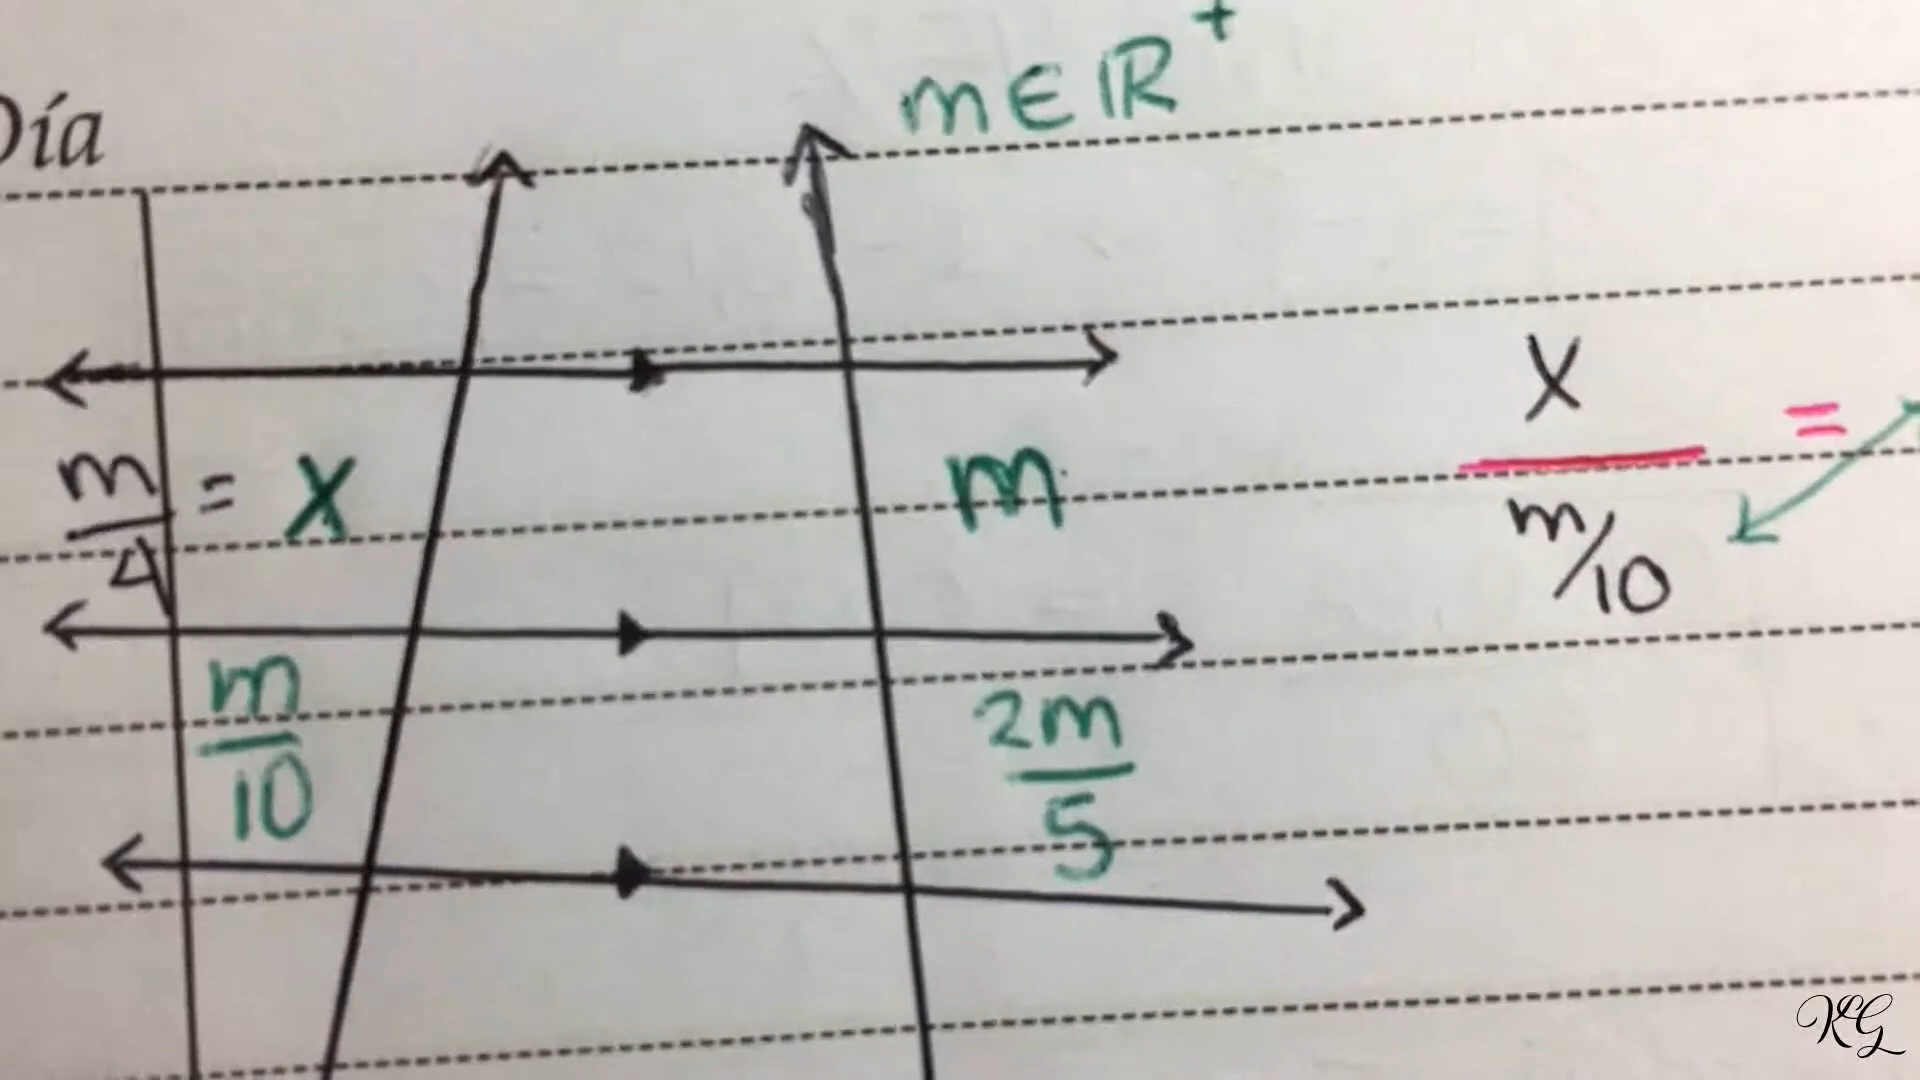 Día
m ∈ ℝ⁺
m/4 = X
m
X
=
m/10
m/10
2m/5
KG